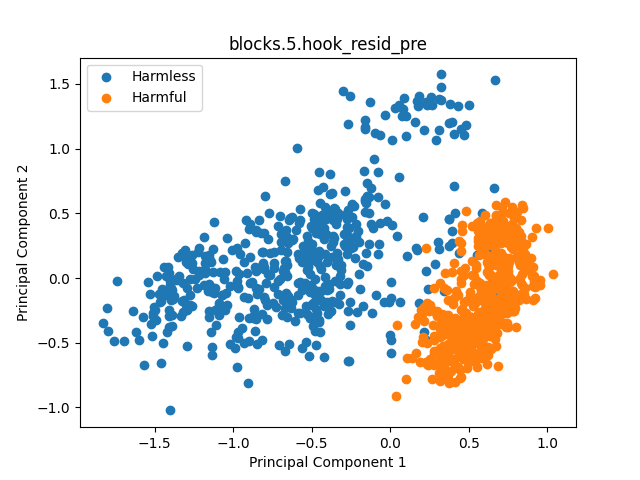 blocks.5.hook_resid_pre
Harmless
Harmful
1.5
1.0
0.5
0.0
−0.5
−1.0
Principal Component 2
−1.5
−1.0
−0.5
0.0
0.5
1.0
Principal Component 1